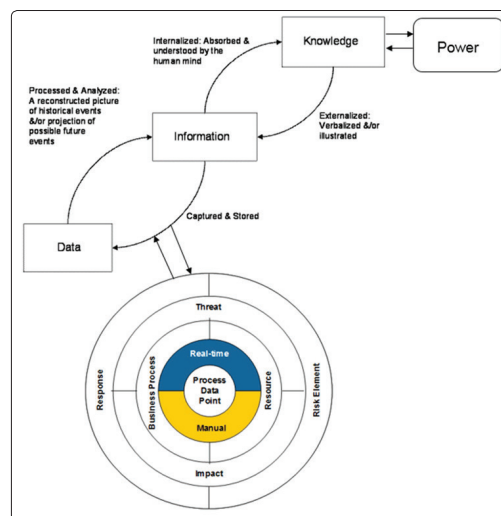 Internalized: Absorbed &
understood by the
human mind
Knowledge
Power
Processed & Analyzed:
A reconstructed picture
of historical events
&/or projection of
possible future
events
Information
Externalized:
Verbalized &/or
illustrated
Captured & Stored
Data
Threat
Real-time
Response
Business Process
Process
Data
Point
Resource
Risk Element
Manual
Impact